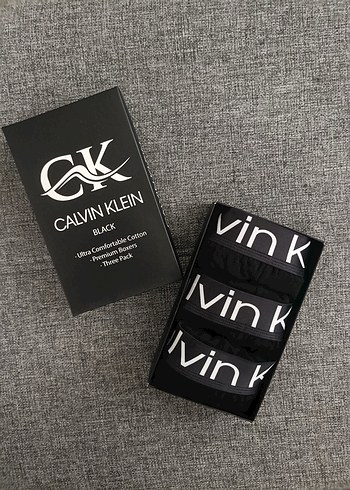 CK
CALVIN KLEIN
BLACK
· Ultra Comfortable Cotton
· Premium Boxers
· Three Pack
vin K
lvin K
lvin K